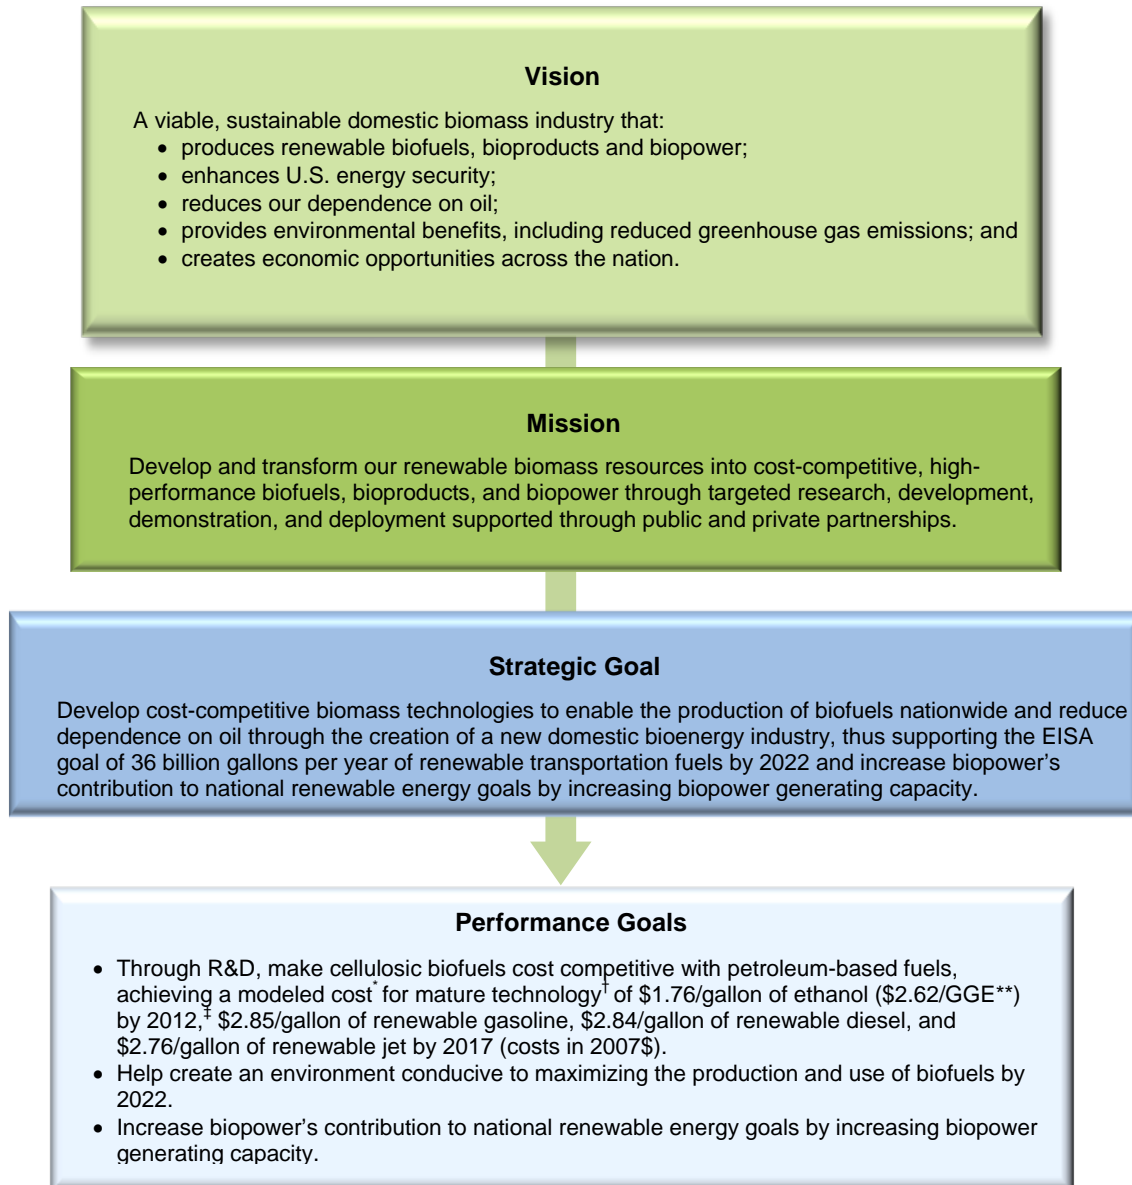 Vision
A viable, sustainable domestic biomass industry that:
• produces renewable biofuels, bioproducts and biopower;
• enhances U.S. energy security;
• reduces our dependence on oil;
• provides environmental benefits, including reduced greenhouse gas emissions; and
• creates economic opportunities across the nation.
Mission
Develop and transform our renewable biomass resources into cost-competitive, high-
performance biofuels, bioproducts, and biopower through targeted research, development,
demonstration, and deployment supported through public and private partnerships.
Strategic Goal
Develop cost-competitive biomass technologies to enable the production of biofuels nationwide and reduce
dependence on oil through the creation of a new domestic bioenergy industry, thus supporting the EISA
goal of 36 billion gallons per year of renewable transportation fuels by 2022 and increase biopower's
contribution to national renewable energy goals by increasing biopower generating capacity.
Performance Goals
• Through R&D, make cellulosic biofuels cost competitive with petroleum-based fuels,
achieving a modeled cost* for mature technology† of $1.76/gallon of ethanol ($2.62/GGE**)
by 2012,‡ $2.85/gallon of renewable gasoline, $2.84/gallon of renewable diesel, and
$2.76/gallon of renewable jet by 2017 (costs in 2007$).
• Help create an environment conducive to maximizing the production and use of biofuels by
2022.
• Increase biopower's contribution to national renewable energy goals by increasing biopower
generating capacity.